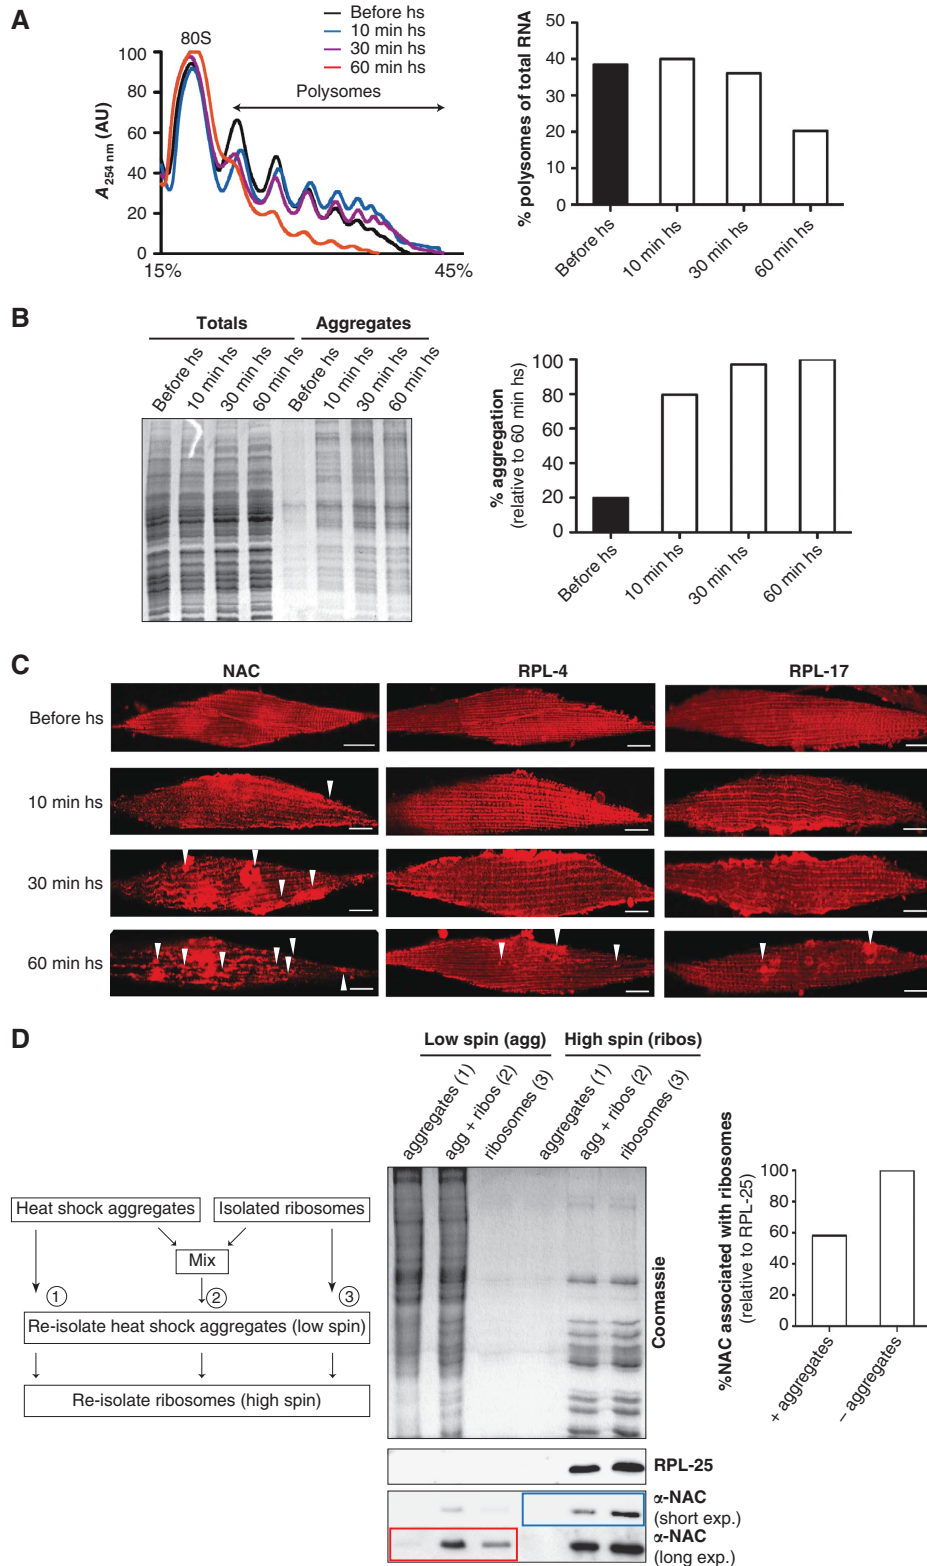 A
Before hs
10 min hs
30 min hs
60 min hs
80S
Polysomes
A254 nm (AU)
100
80
60
40
20
0
15%
45%
% polysomes of total RNA
50
40
30
20
10
0
Before hs
10 min hs
30 min hs
60 min hs
B
Totals
Aggregates
Before hs
10 min hs
30 min hs
60 min hs
Before hs
10 min hs
30 min hs
60 min hs
% aggregation
(relative to 60 min hs)
100
80
60
40
20
0
Before hs
10 min hs
30 min hs
60 min hs
C
NAC
RPL-4
RPL-17
Before hs
10 min hs
30 min hs
60 min hs
D
Low spin (agg)
High spin (ribos)
aggregates (1)
agg + ribos (2)
ribosomes (3)
aggregates (1)
agg + ribos (2)
ribosomes (3)
Heat shock aggregates
Isolated ribosomes
Mix
1
2
3
Re-isolate heat shock aggregates (low spin)
Re-isolate ribosomes (high spin)
Coomassie
RPL-25
α-NAC
(short exp.)
α-NAC
(long exp.)
%NAC associated with ribosomes
(relative to RPL-25)
100
80
60
40
20
0
+ aggregates
– aggregates